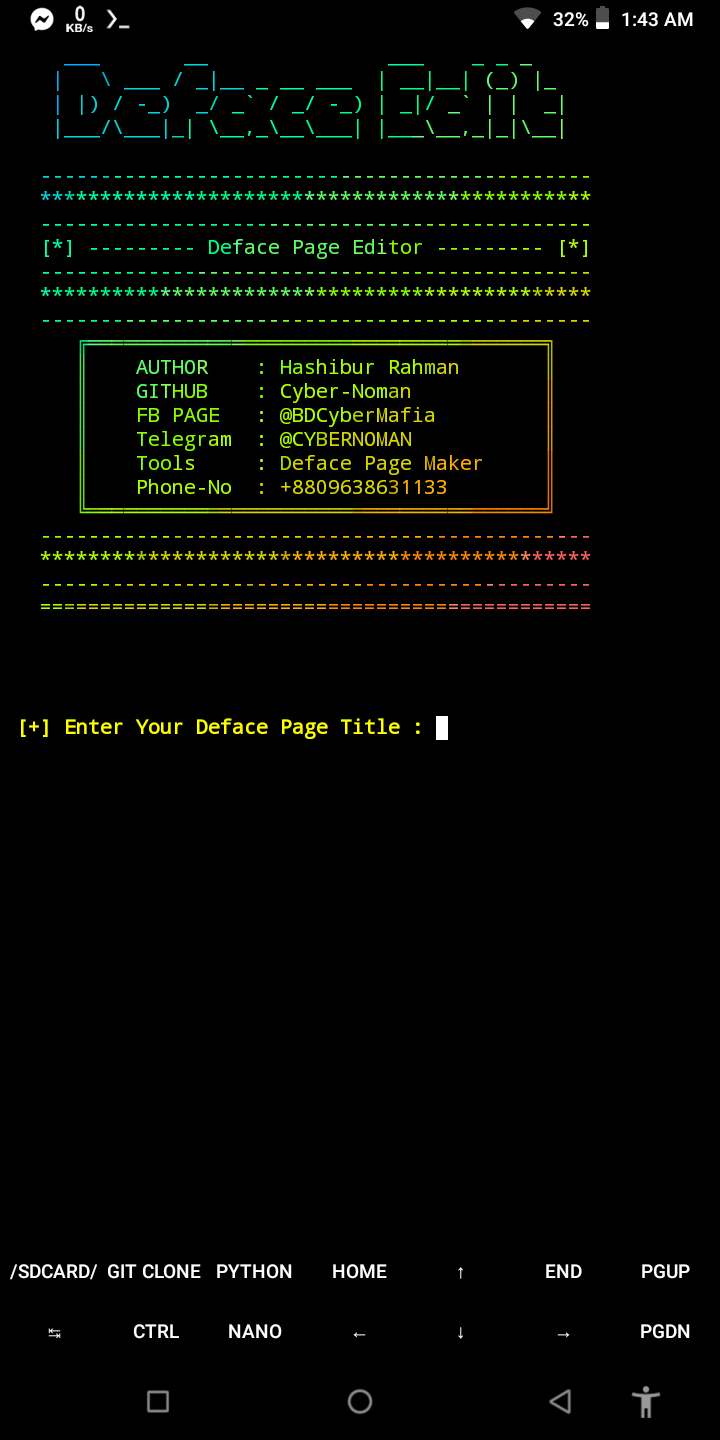 0 KB/s 32% 1:43 AM
Deface Edit
----------------------------------------------
**********************************************
----------------------------------------------
[*] --------- Deface Page Editor --------- [*]
----------------------------------------------
**********************************************
----------------------------------------------
AUTHOR : Hashibur Rahman
GITHUB : Cyber-Noman
FB PAGE : @BDCyberMafia
Telegram : @CYBERNOMAN
Tools : Deface Page Maker
Phone-No : +8809638631133
----------------------------------------------
**********************************************
----------------------------------------------
==============================================
[+] Enter Your Deface Page Title :
/SDCARD/ GIT CLONE PYTHON HOME ↑ END PGUP
↹ CTRL NANO ← ↓ → PGDN